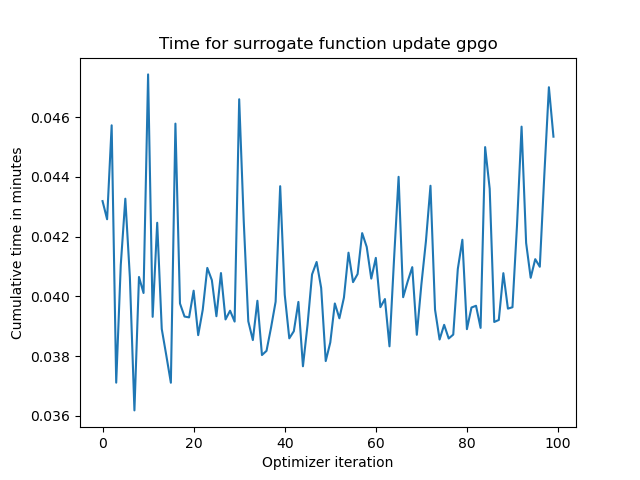 Time for surrogate function update gpgo
Cumulative time in minutes
0.046
0.044
0.042
0.040
0.038
0.036
0 20 40 60 80 100
Optimizer iteration